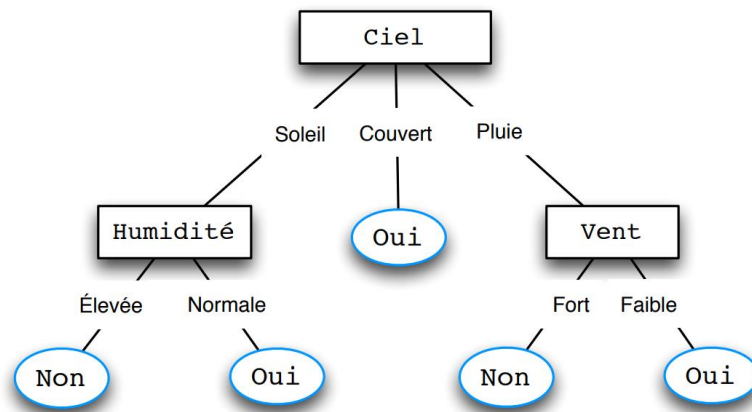 Ciel
Soleil Couvert Pluie
Humidité Oui Vent
Élevée Normale Fort Faible
Non Oui Non Oui